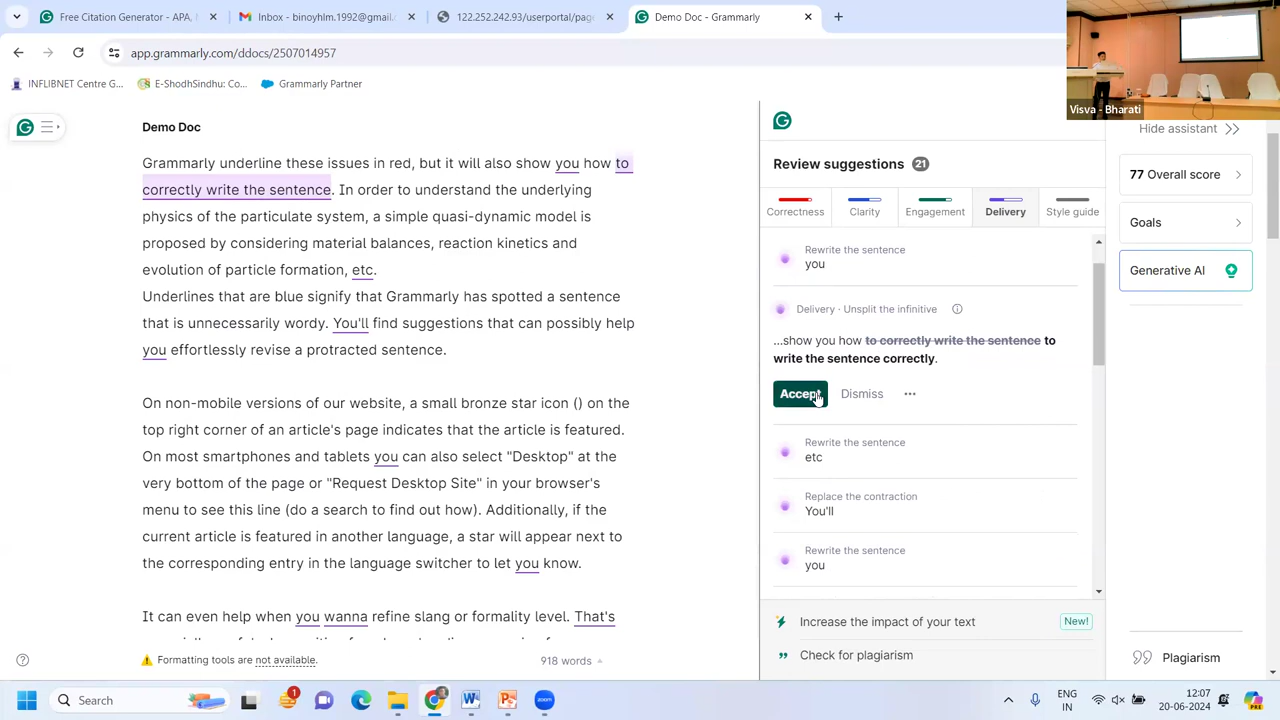 Free Citation Generator - APA,
Inbox - binoyhlm.1992@gmail.
122.252.242.93/userportal/page
Demo Doc - Grammarly
app.grammarly.com/ddocs/2507014957
INFLIBNET Centre G...
E-ShodhSindhu: Co...
Grammarly Partner
Visva - Bharati
Demo Doc
Grammarly underline these issues in red, but it will also show you how to
correctly write the sentence. In order to understand the underlying
physics of the particulate system, a simple quasi-dynamic model is
proposed by considering material balances, reaction kinetics and
evolution of particle formation, etc.
Underlines that are blue signify that Grammarly has spotted a sentence
that is unnecessarily wordy. You'll find suggestions that can possibly help
you effortlessly revise a protracted sentence.
Onnon-mobile versions of our website, a small bronze star icon () on the
top right corner of an article's page indicates that the article is featured.
On most smartphones and tablets you can also select "Desktop" at the
very bottom of the page or "Request Desktop Site" in your browser's
menu to see this line (do a search to find out how). Additionally, if the
current article is featured in another language, a star will appear next to
the corresponding entry in the language switcher to let you know.
It can even help when you wanna refine slang or formality level. That's
Formatting tools are not available.
918 words
Review suggestions 21
Correctness
Clarity
Engagement
Delivery
Style guide
Rewrite the sentence
you
Delivery · Unsplit the infinitive
...show you how to correctly write the sentence to
write the sentence correctly.
Accept
Dismiss
Rewrite the sentence
etc
Replace the contraction
You'll
Rewrite the sentence
you
Increase the impact of your text
New!
Check for plagiarism
Hide assistant
77 Overall score
Goals
Generative AI
Plagiarism
Search
1
zoom
ENG
IN
12:07
20-06-2024
PRE